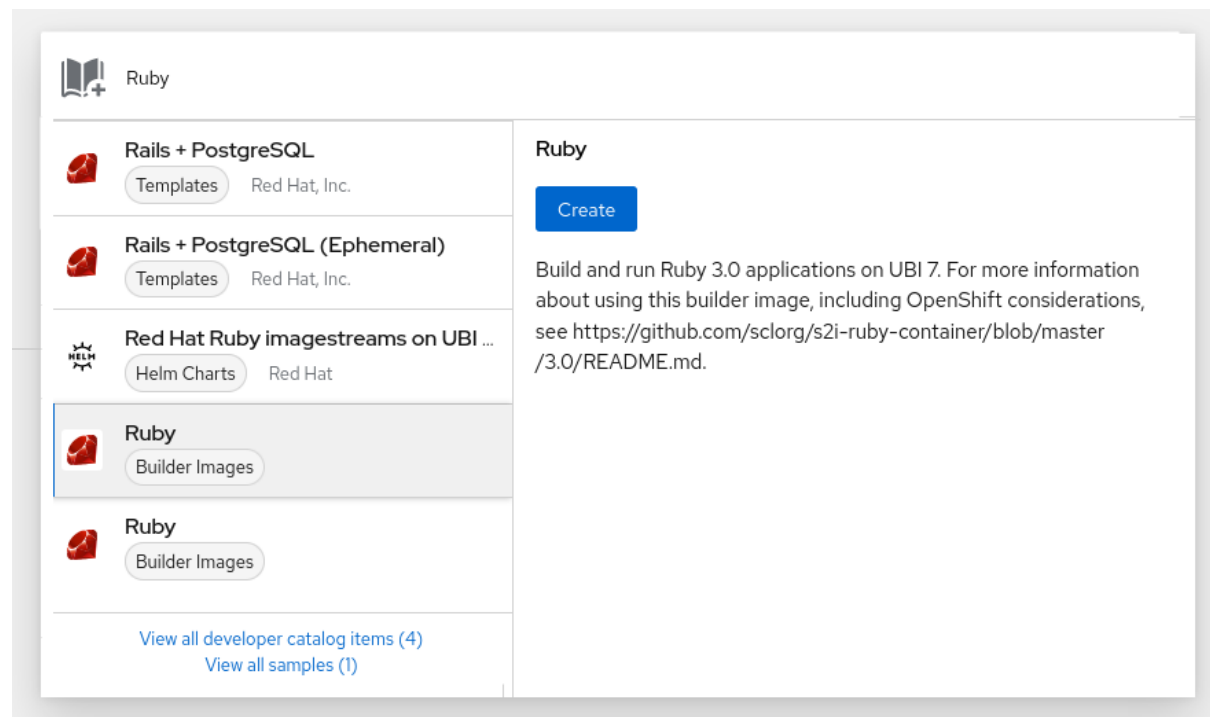 Ruby
Rails + PostgreSQL
Templates Red Hat, Inc.
Rails + PostgreSQL (Ephemeral)
Templates Red Hat, Inc.
HELM
Red Hat Ruby imagestreams on UBI ...
Helm Charts Red Hat
Ruby
Builder Images
Ruby
Builder Images
View all developer catalog items (4)
View all samples (1)
Ruby
Create
Build and run Ruby 3.0 applications on UBI 7. For more information
about using this builder image, including OpenShift considerations,
see https://github.com/sclorg/s2i-ruby-container/blob/master
/3.0/README.md.